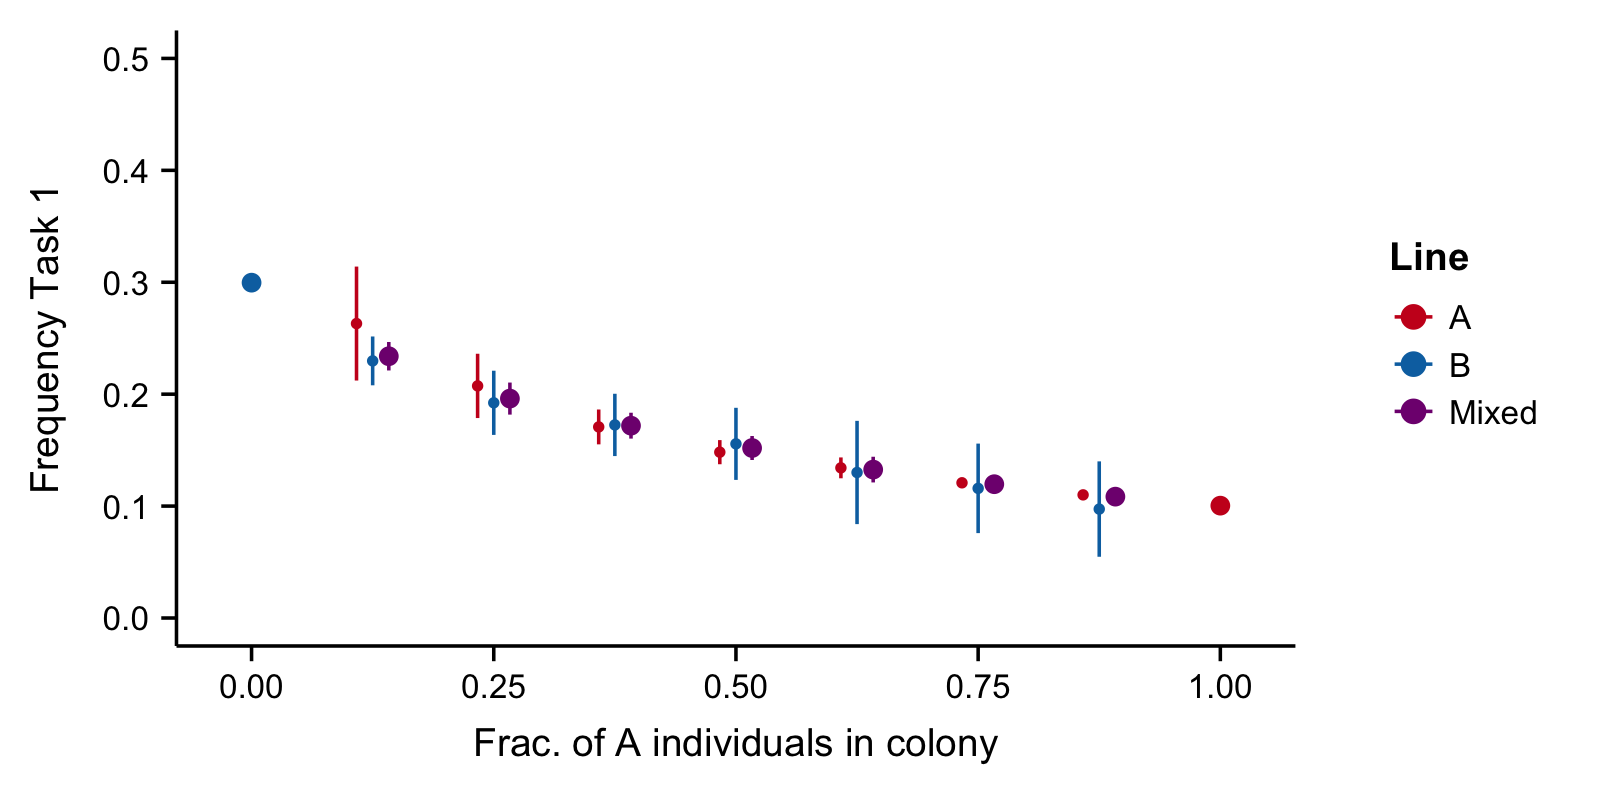 0.5
0.4
0.3
0.2
0.1
0.0
Frequency Task 1
0.00 0.25 0.50 0.75 1.00
Frac. of A individuals in colony
Line
A
B
Mixed